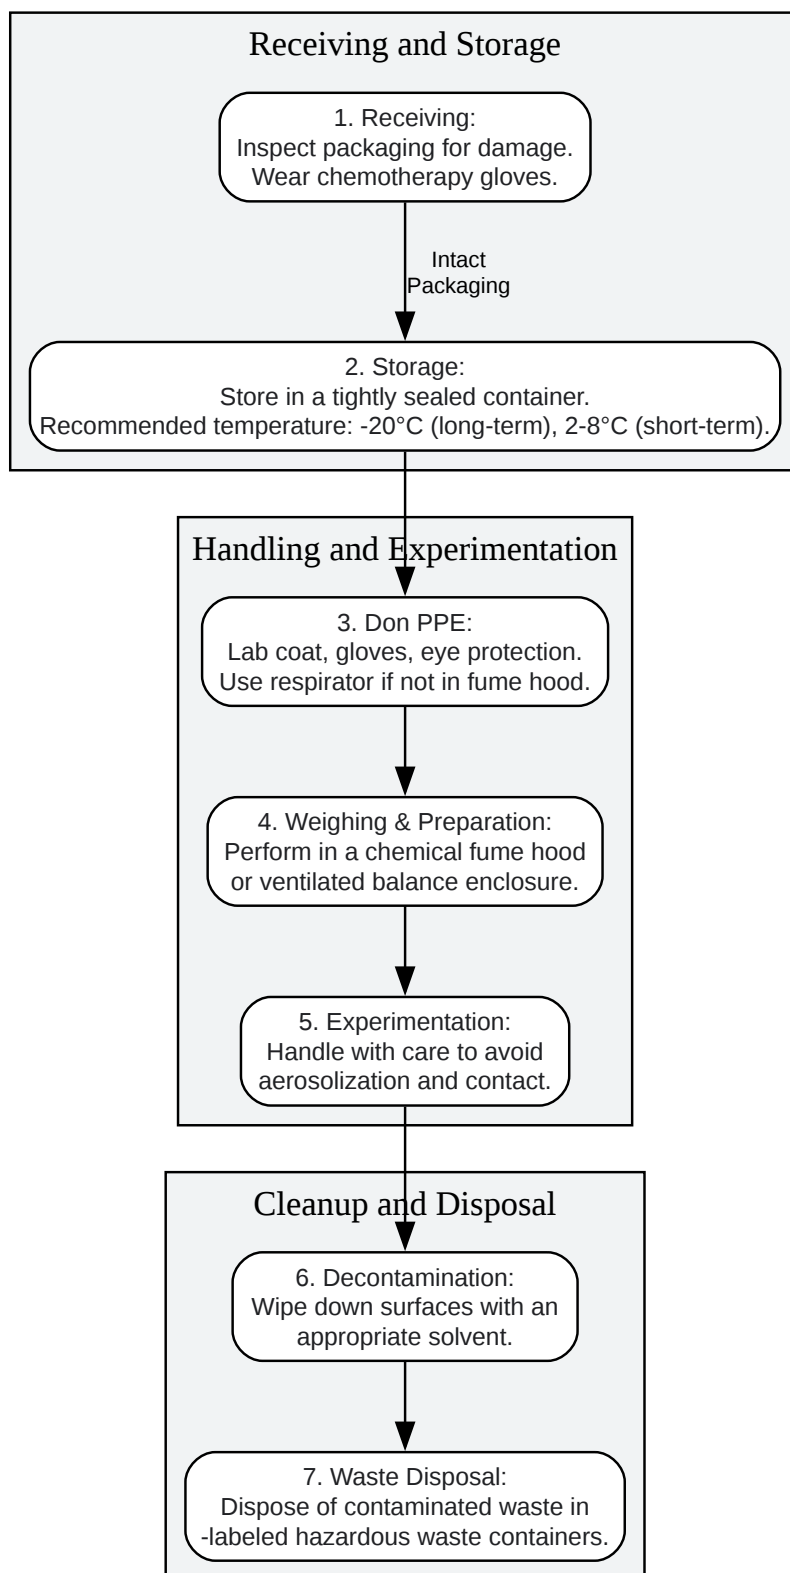 Receiving and Storage
1. Receiving:
Inspect packaging for damage.
Wear chemotherapy gloves.
Intact
Packaging
2. Storage:
Store in a tightly sealed container.
Recommended temperature: -20°C (long-term), 2-8°C (short-term).
Handling and Experimentation
3. Don PPE:
Lab coat, gloves, eye protection.
Use respirator if not in fume hood.
4. Weighing & Preparation:
Perform in a chemical fume hood
or ventilated balance enclosure.
5. Experimentation:
Handle with care to avoid
aerosolization and contact.
Cleanup and Disposal
6. Decontamination:
Wipe down surfaces with an
appropriate solvent.
7. Waste Disposal:
Dispose of contaminated waste in
-labeled hazardous waste containers.